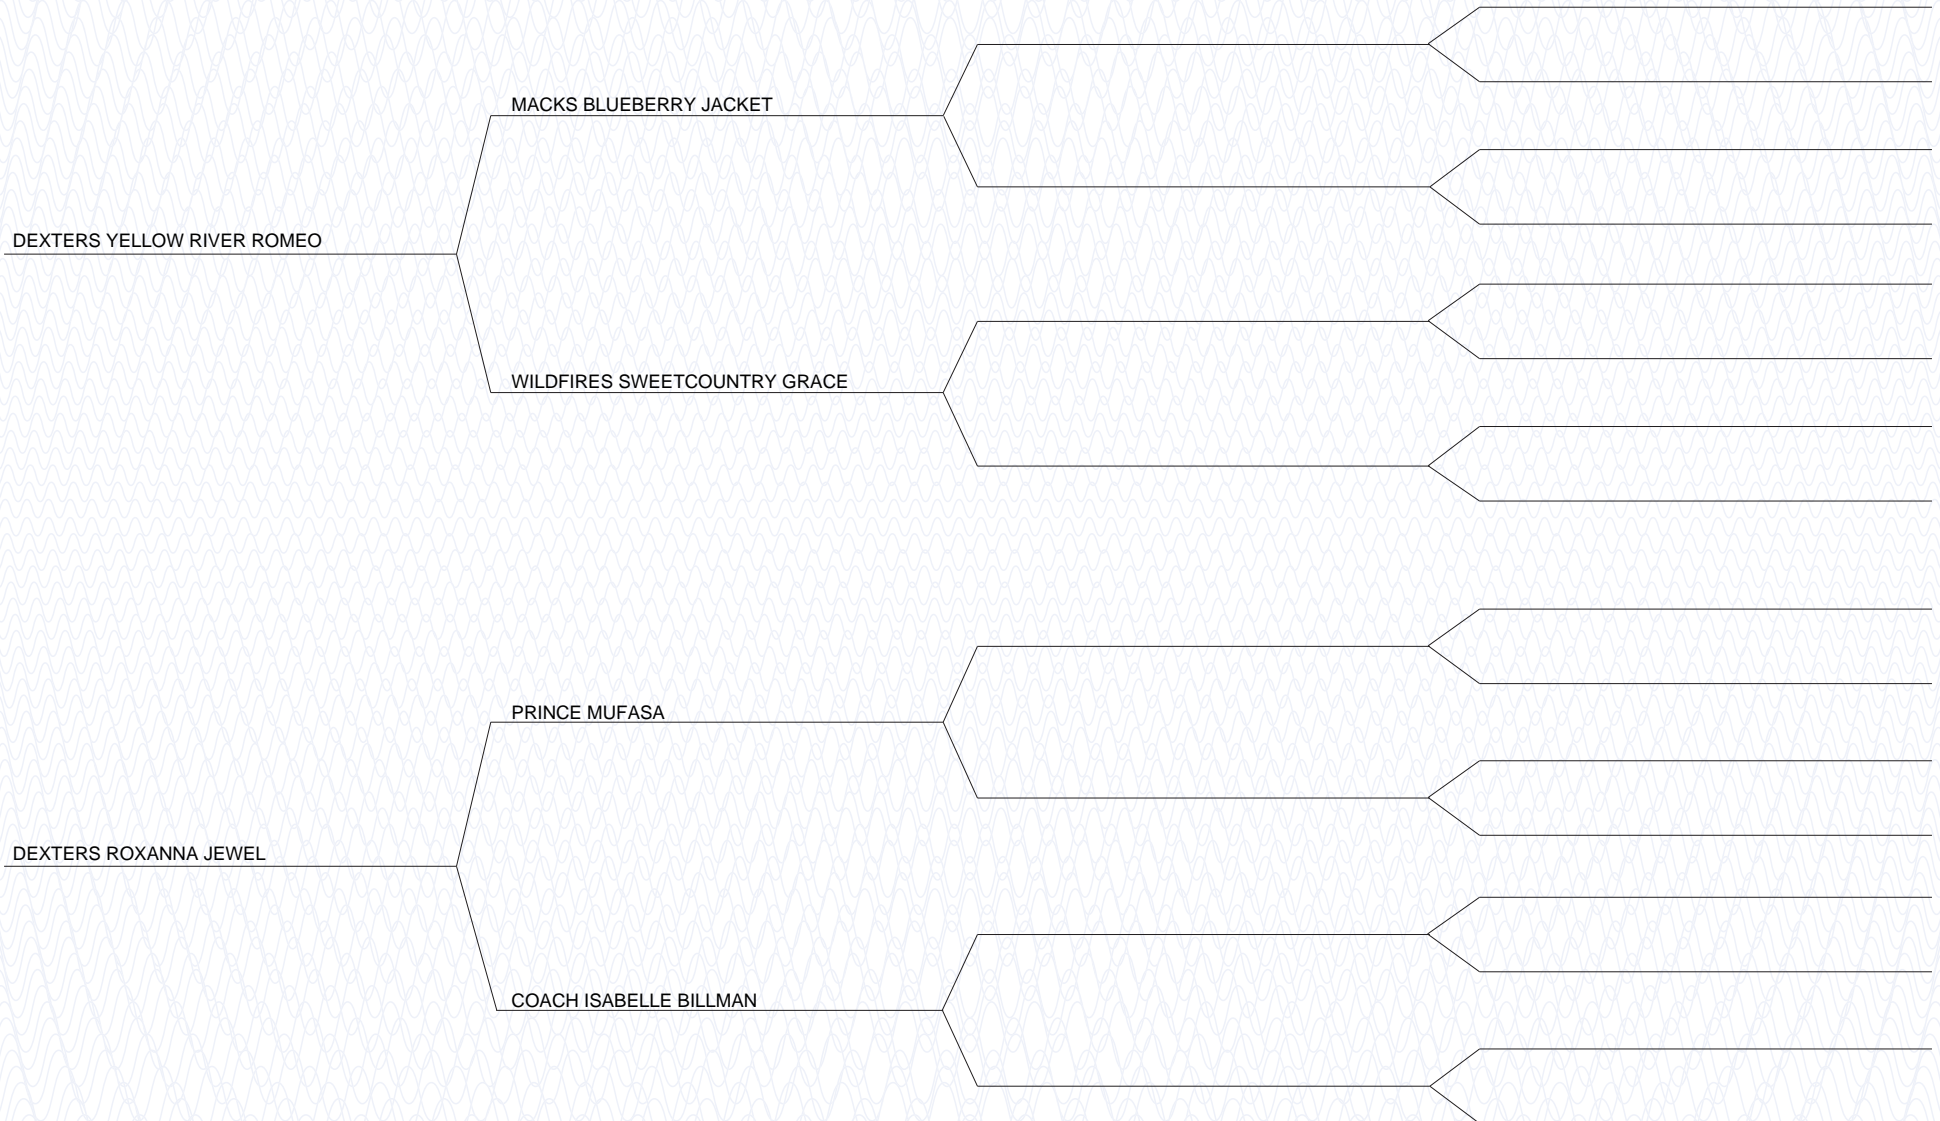 MACKS BLUEBERRY JACKET
DEXTERS YELLOW RIVER ROMEO
WILDFIRES SWEETCOUNTRY GRACE
PRINCE MUFASA
DEXTERS ROXANNA JEWEL
COACH ISABELLE BILLMAN